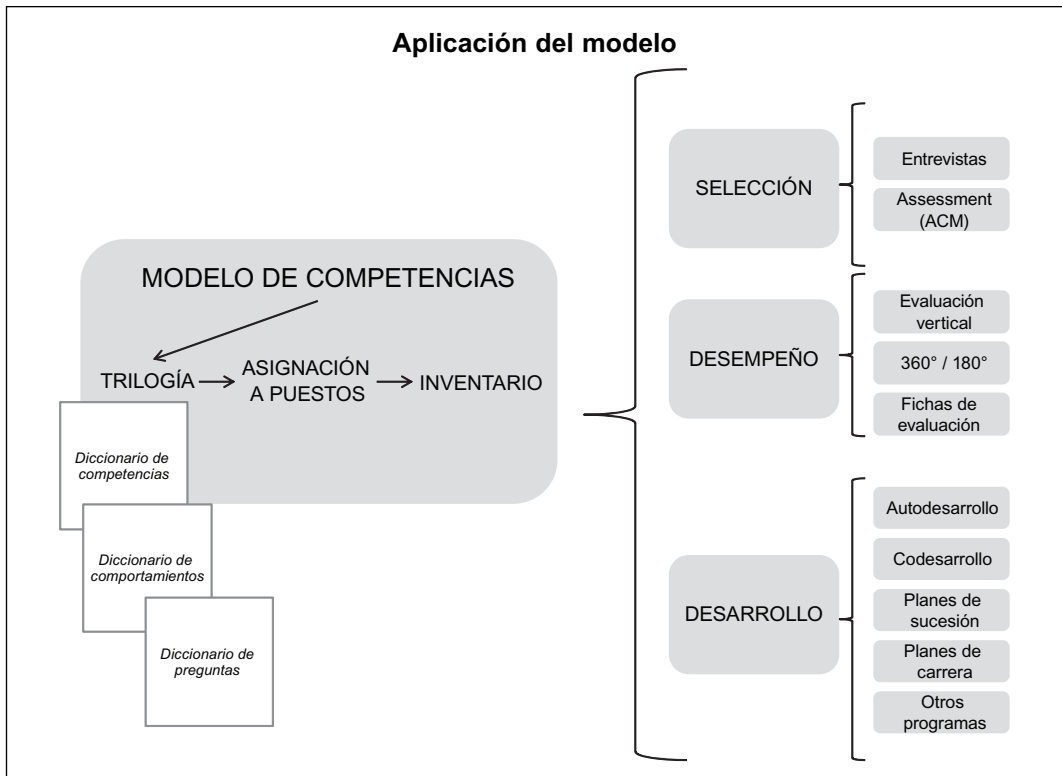 Aplicación del modelo
MODELO DE COMPETENCIAS
TRILOGÍA
ASIGNACIÓN
A PUESTOS
INVENTARIO
Diccionario de
competencias
Diccionario de
comportamientos
Diccionario de
preguntas
SELECCIÓN
Entrevistas
Assessment
(ACM)
DESEMPEÑO
Evaluación
vertical
360° / 180°
Fichas de
evaluación
DESARROLLO
Autodesarrollo
Codesarrollo
Planes de
sucesión
Planes de
carrera
Otros
programas